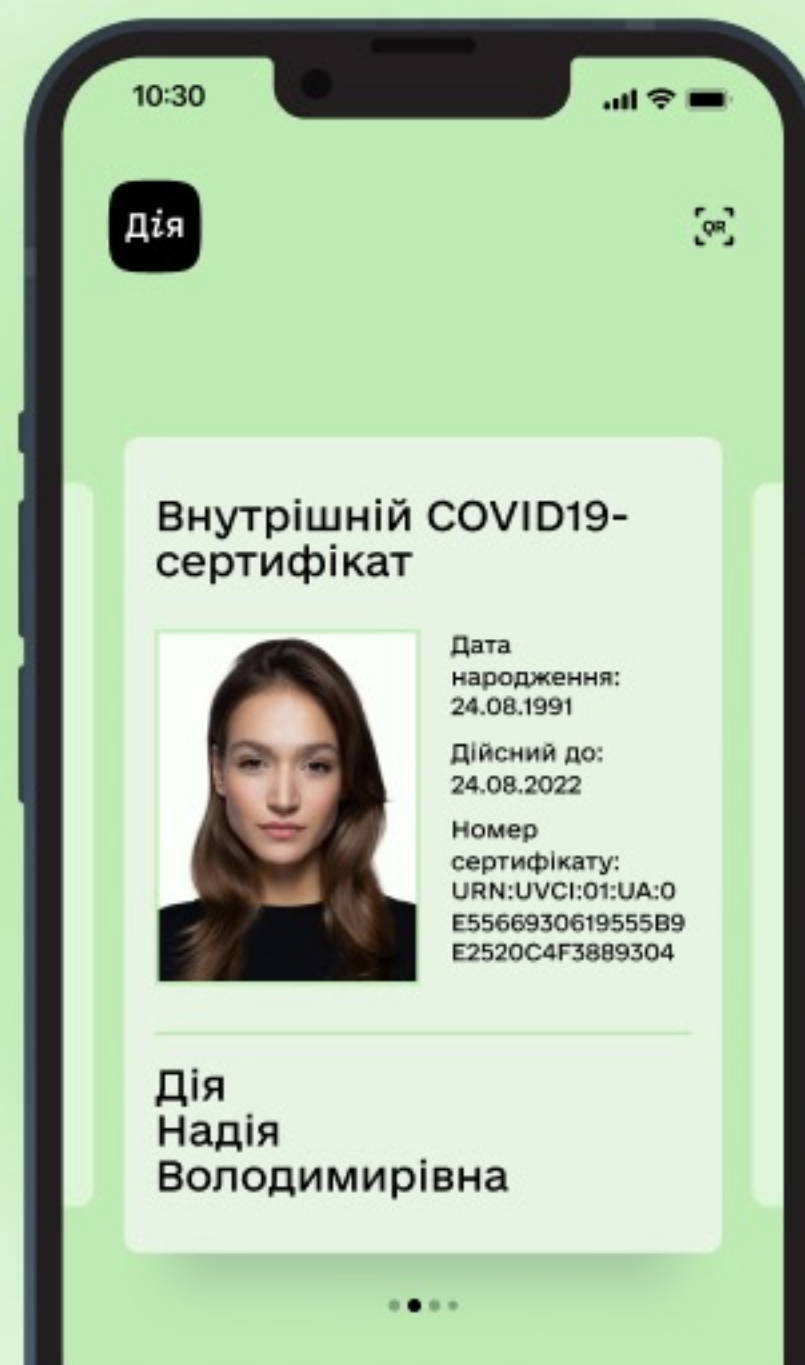 10:30
Дія
QR
Внутрішній COVID19-
сертифікат
Дата
народження:
24.08.1991
Дійсний до:
24.08.2022
Номер
сертифікату:
URN:UVCI:01:UA:0
E5566930619555B9
E2520C4F3889304
Дія
Надія
Володимирівна